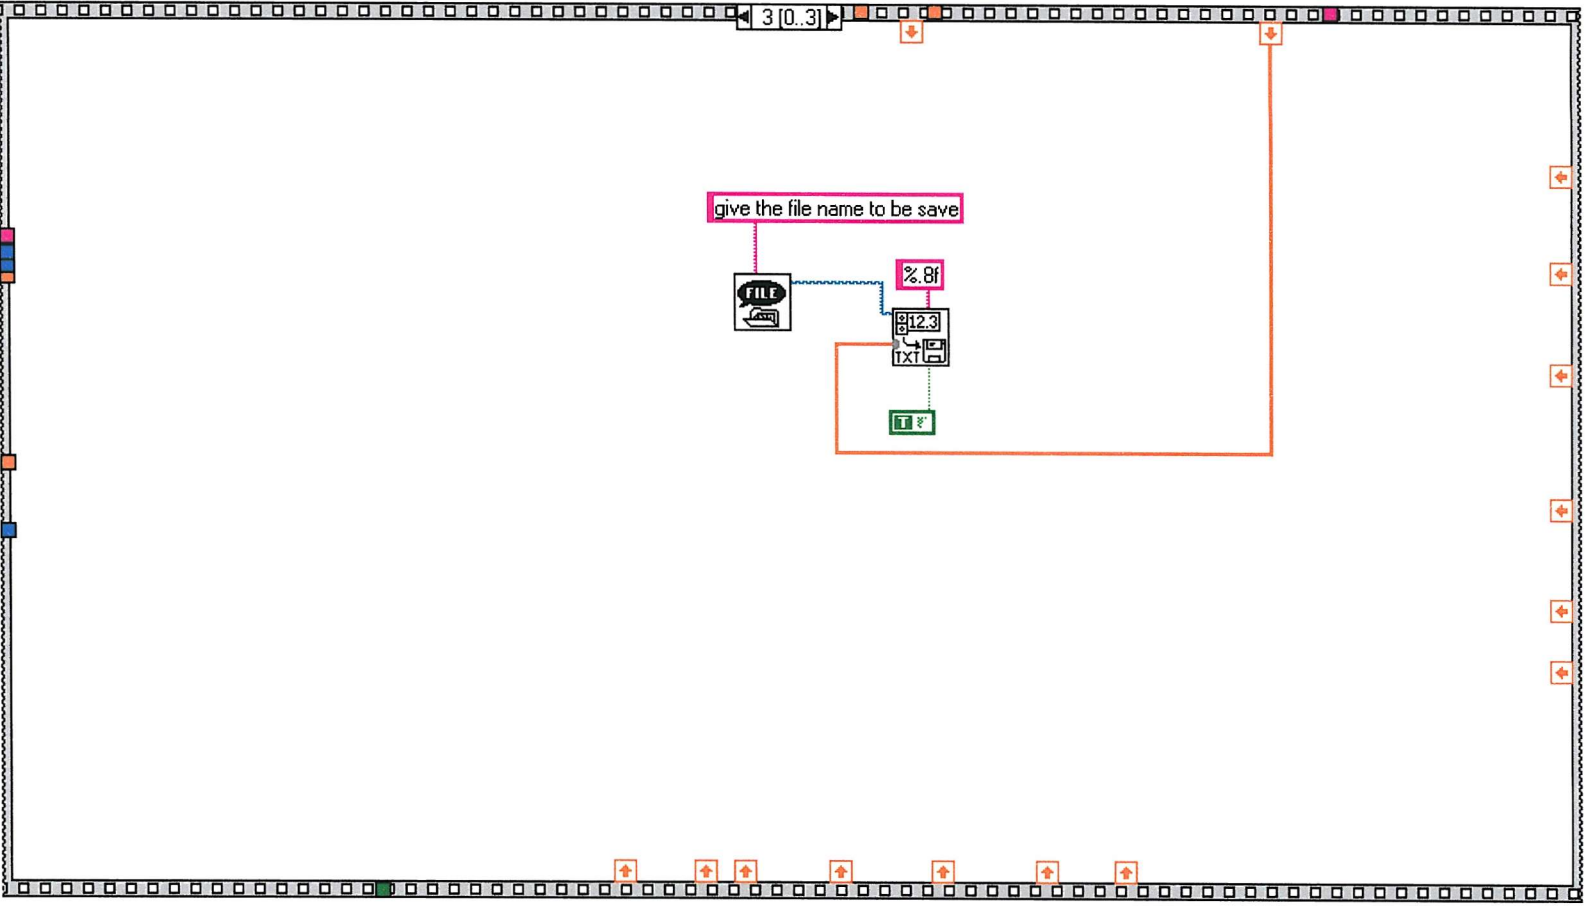 3 [0..3]
give the file name to be save
%.8f
FILE
12.3
TXT
T